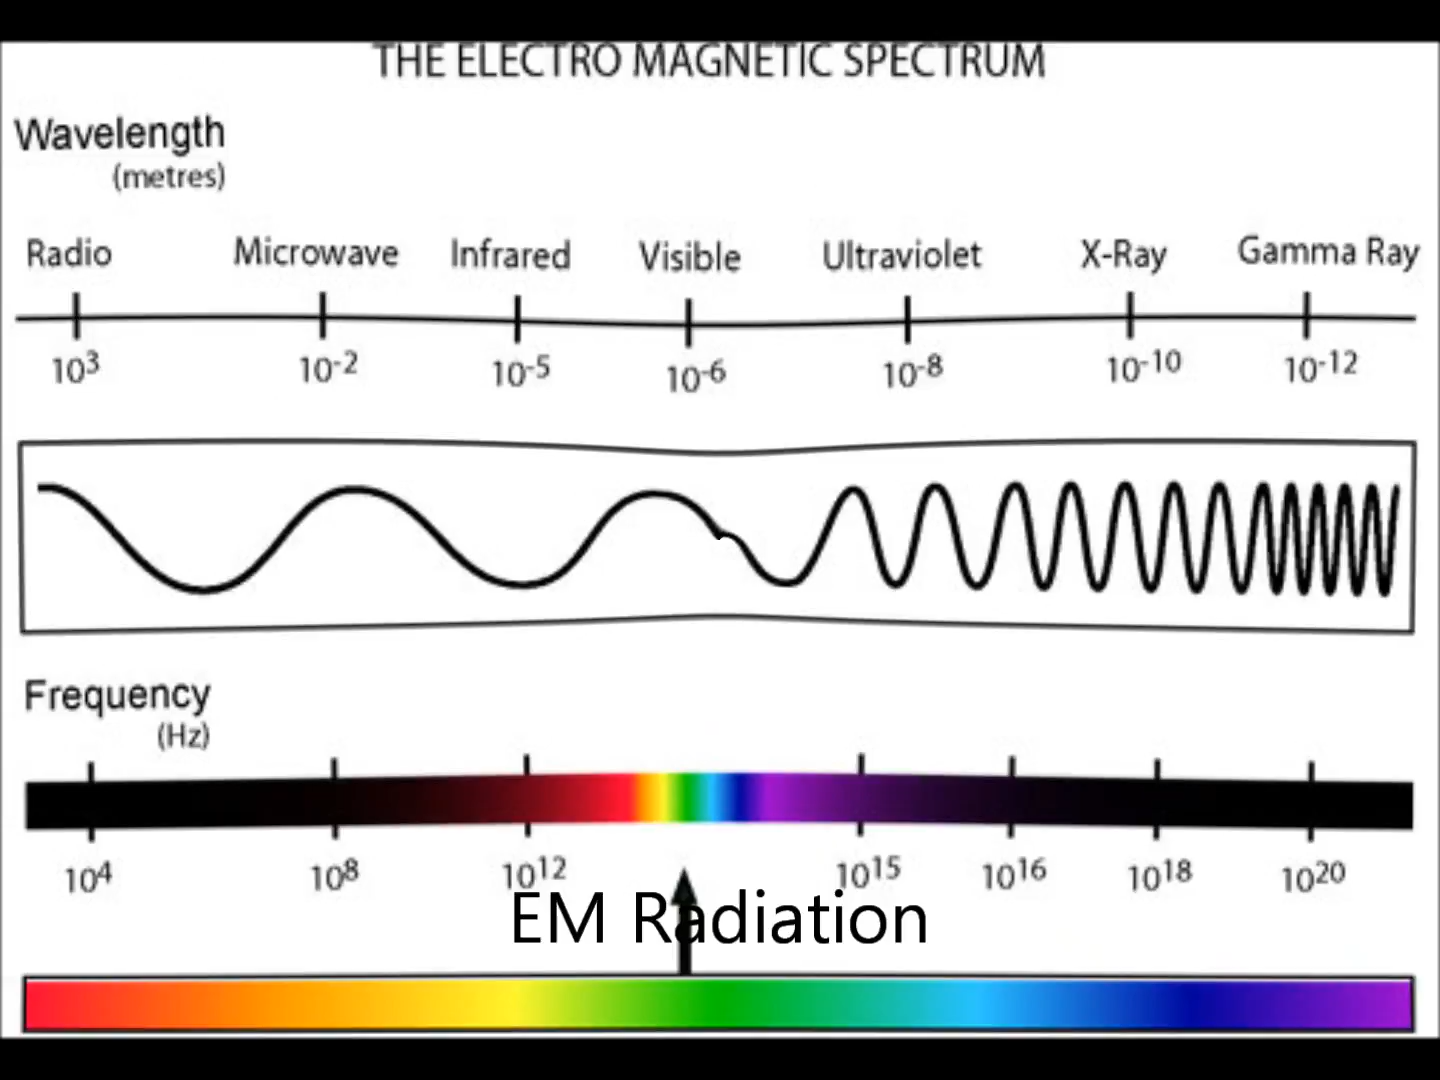 THE ELECTRO MAGNETIC SPECTRUM
Wavelength
(metres)
Radio Microwave Infrared Visible Ultraviolet X-Ray Gamma Ray
10³ 10⁻² 10⁻⁵ 10⁻⁶ 10⁻⁸ 10⁻¹⁰ 10⁻¹²
Frequency
(Hz)
10⁴ 10⁸ 10¹² 10¹⁵ 10¹⁶ 10¹⁸ 10²⁰
EM Radiation